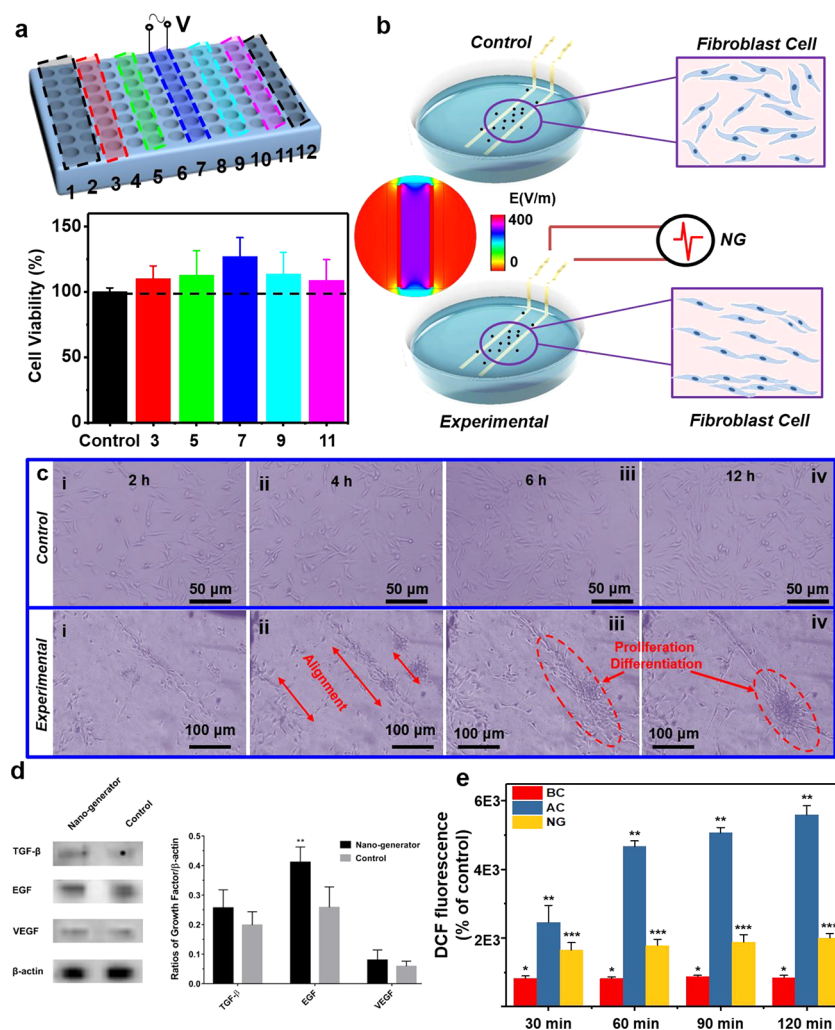 a
V
1 2 3 4 5 6 7 8 9 10 11 12
Cell Viability (%)
150
100
50
0
Control 3 5 7 9 11
b
Control
Fibroblast Cell
E(V/m)
400
0
NG
Experimental
Fibroblast Cell
c
Control
i 2 h
ii 4 h
6 h iii
12 h iv
50 µm
50 µm
50 µm
50 µm
Experimental
i
ii
iii
iv
Alignment
Proliferation
Differentiation
100 µm
100 µm
100 µm
100 µm
d
Nano-generator
Control
TGF-β
EGF
VEGF
β-actin
Ratios of Growth Factor/β-actin
0.5
0.4
0.3
0.2
0.1
0.0
**
Nano-generator
Control
TGF-β
EGF
VEGF
e
DCF fluorescence
(% of control)
6E3
4E3
2E3
BC
AC
NG
* ** ***
* ** ***
* ** ***
* ** ***
30 min 60 min 90 min 120 min